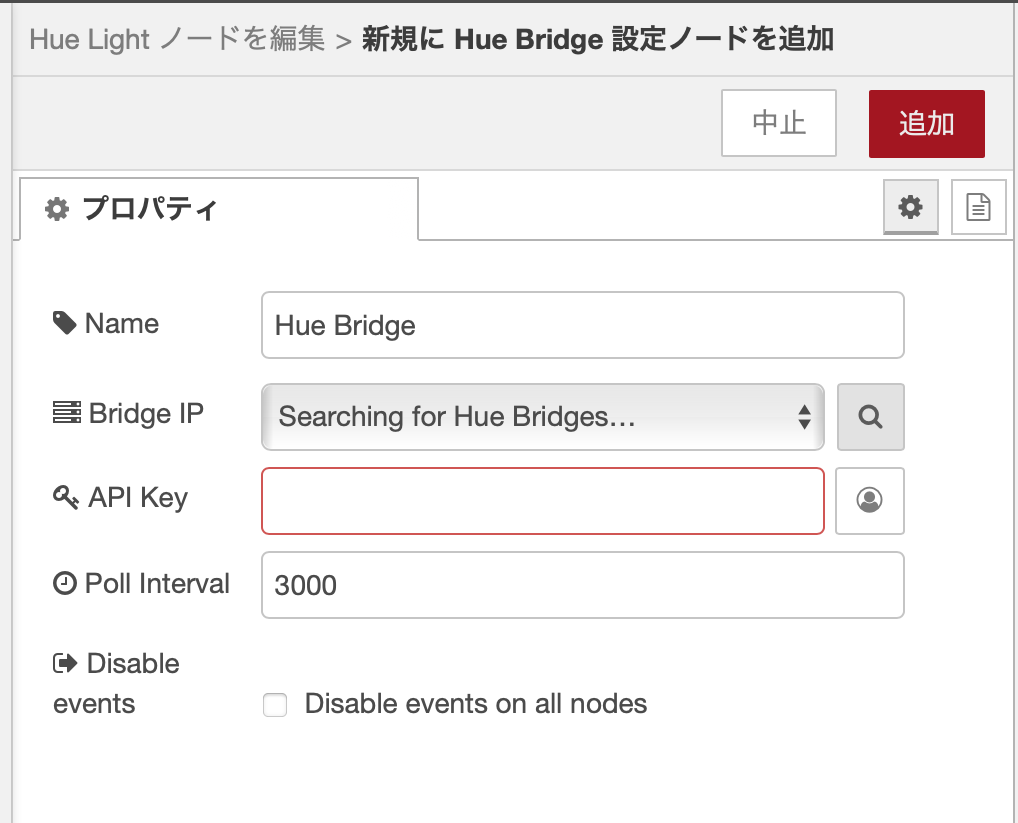 Hue Light ノードを編集 > 新規に Hue Bridge 設定ノードを追加
中止 追加
プロパティ
Name Hue Bridge
Bridge IP Searching for Hue Bridges...
API Key
Poll Interval 3000
Disable
events Disable events on all nodes